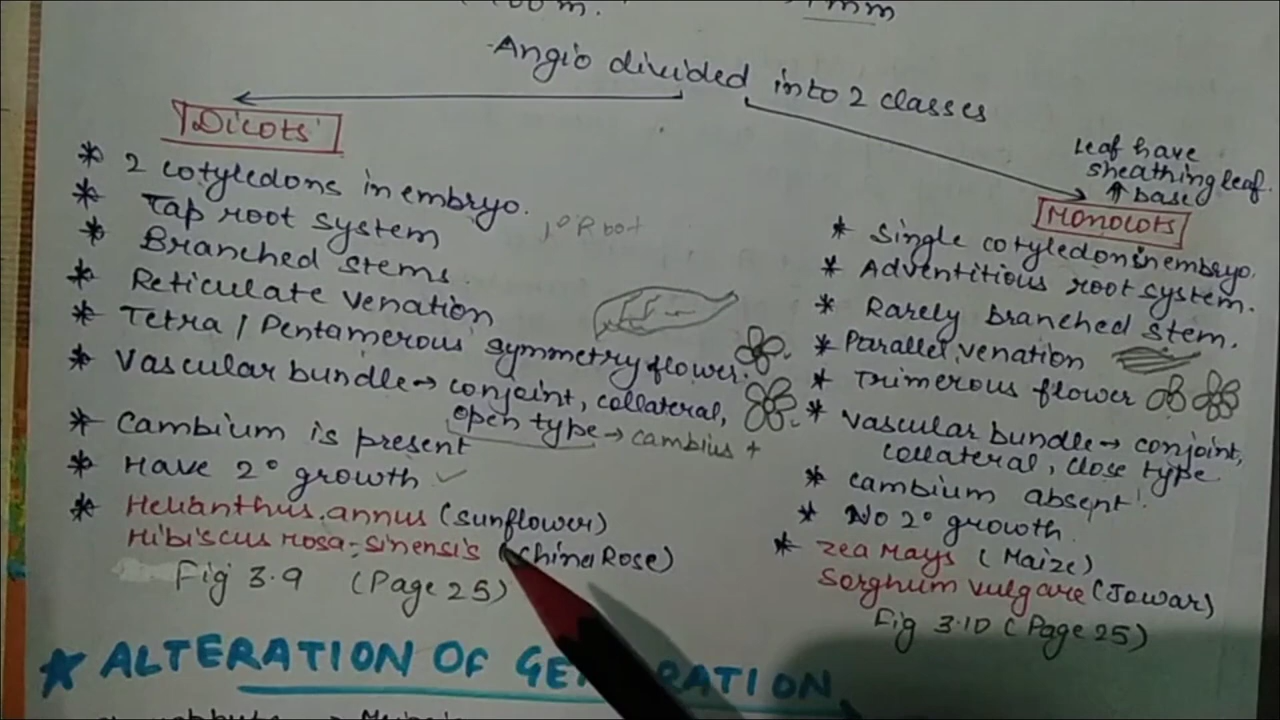 mm
Angio divided into 2 classes
Dicots
* 2 cotyledons in embryo.
* Tap root system
1° Root
* Branched stems.
* Reticulate venation
* Tetra / Pentamerous symmetry flower.
* Vascular bundle → conjoint, collateral,
open type → cambius +
* Cambium is present
* Have 2° growth ✓
* Helianthus annus (sunflower)
Hibiscus rosa-sinensis (China Rose)
Fig 3.9 (Page 25)
Leaf have
sheathing leaf
↑ base
Monocots
* Single cotyledon in embryo.
* Adventitious root system.
* Rarely branched stem.
* Parallel venation
* Trimerous flower
* Vascular bundle → conjoint,
collateral, close type
* Cambium absent
* No 2° growth
* Zea mays (Maize)
Sorghum vulgare (Jowar)
Fig 3.10 (Page 25)
★ ALTERATION OF